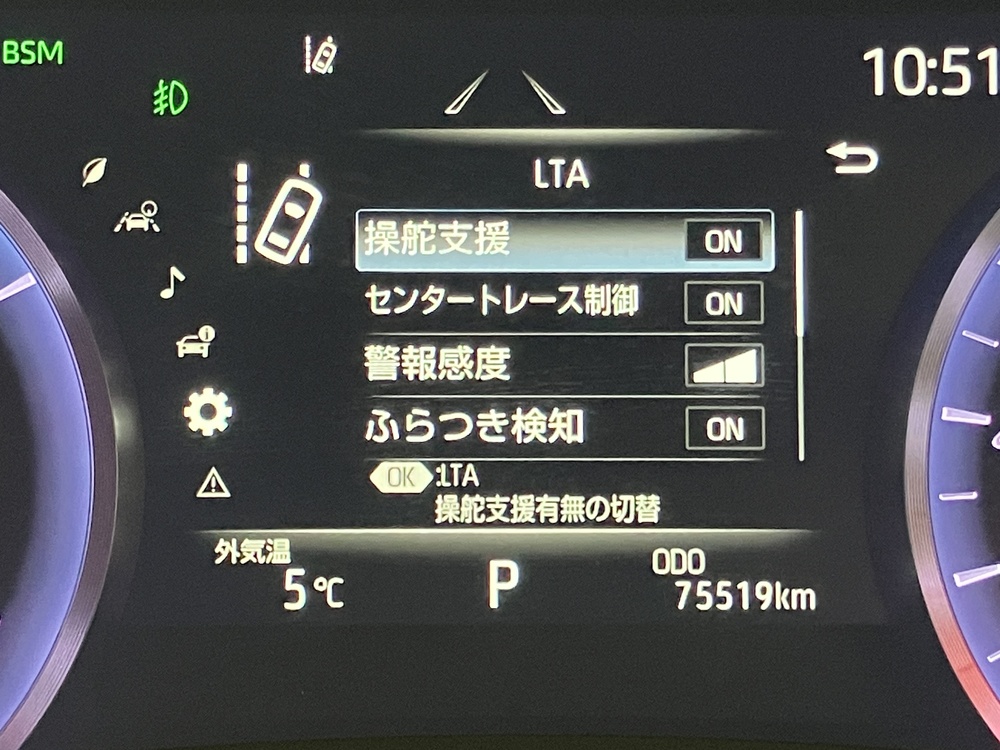 BSM
10:51
LTA
操舵支援 ON
センタートレース制御 ON
警報感度
ふらつき検知 ON
OK :LTA
操舵支援有無の切替
外気温
5℃
P
ODO
75519km